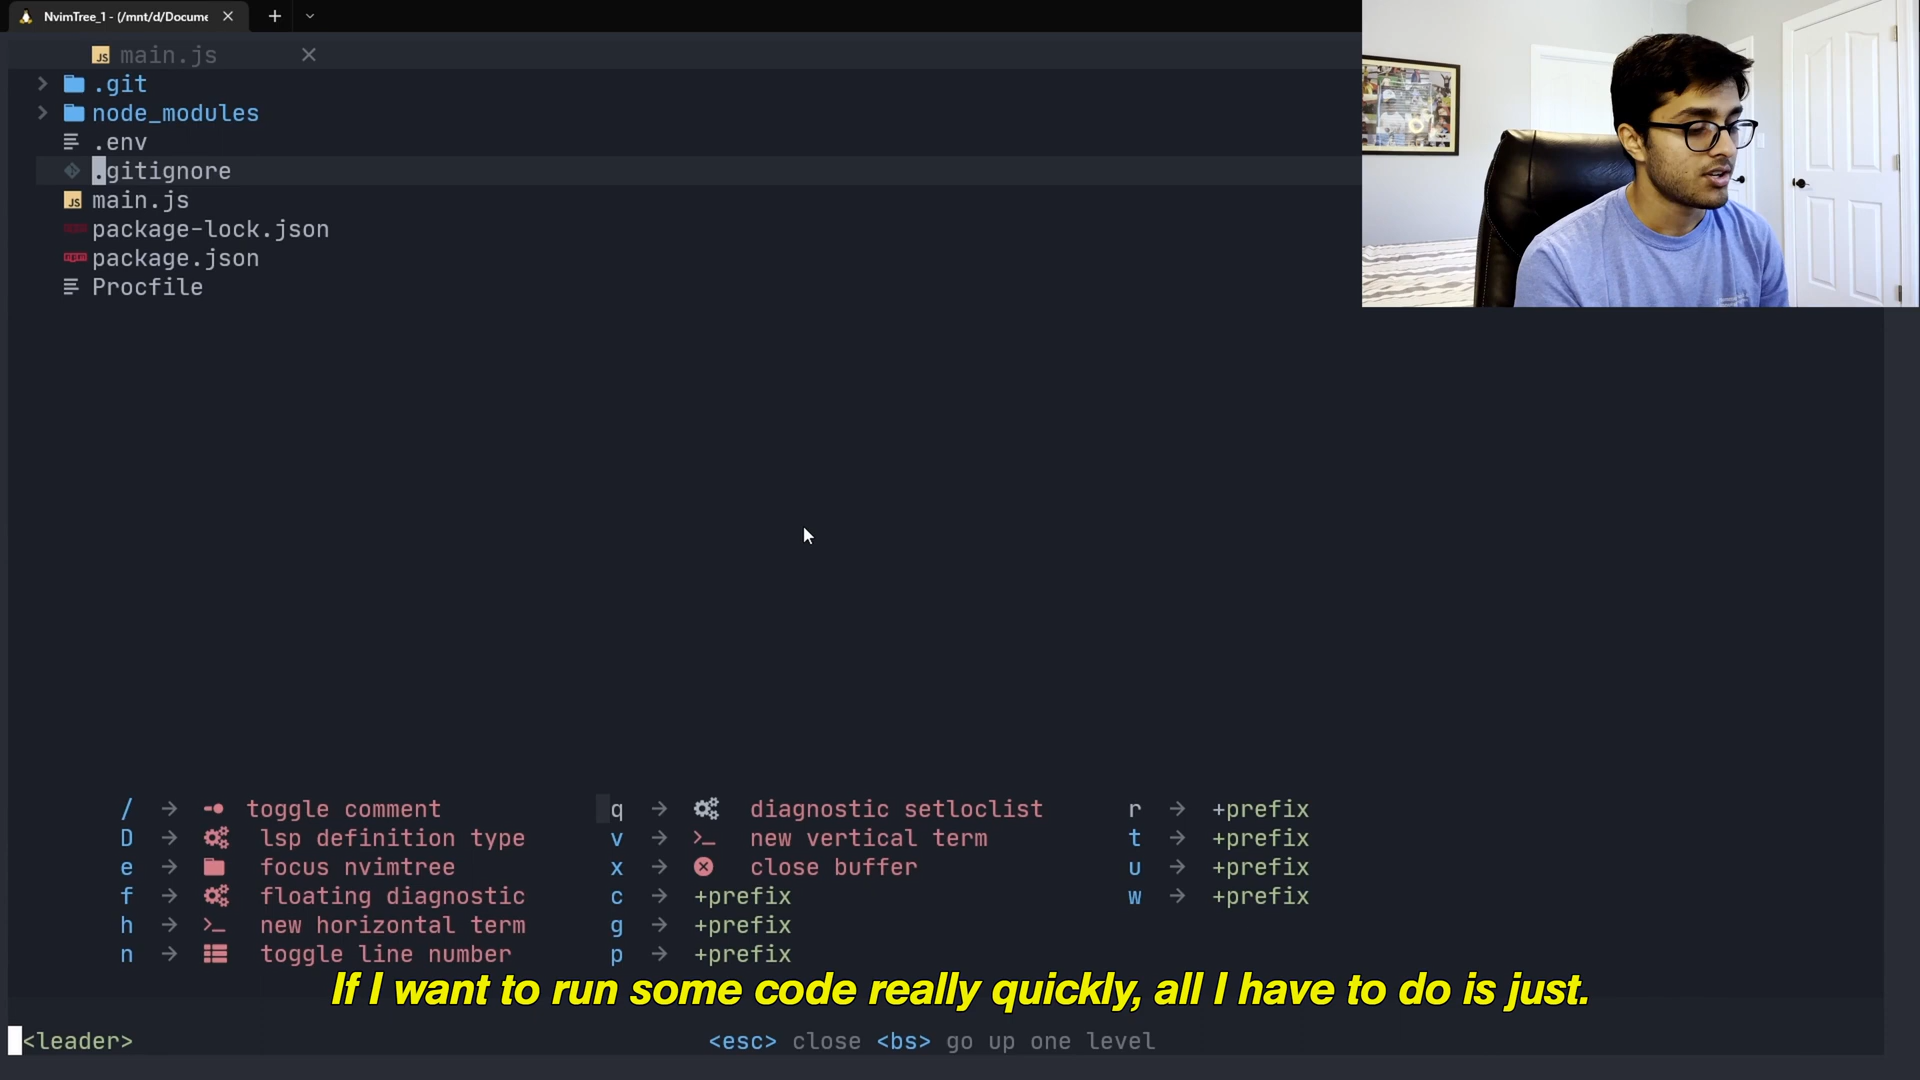 NvimTree_1 - (/mnt/d/Docume
main.js
.git
node_modules
.env
.gitignore
main.js
package-lock.json
package.json
Procfile
/ → toggle comment q → diagnostic setloclist r → +prefix
D → lsp definition type v → new vertical term t → +prefix
e → focus nvimtree x → close buffer u → +prefix
f → floating diagnostic c → +prefix w → +prefix
h → new horizontal term g → +prefix
n → toggle line number p → +prefix
If I want to run some code really quickly, all I have to do is just.
<leader> <esc> close <bs> go up one level